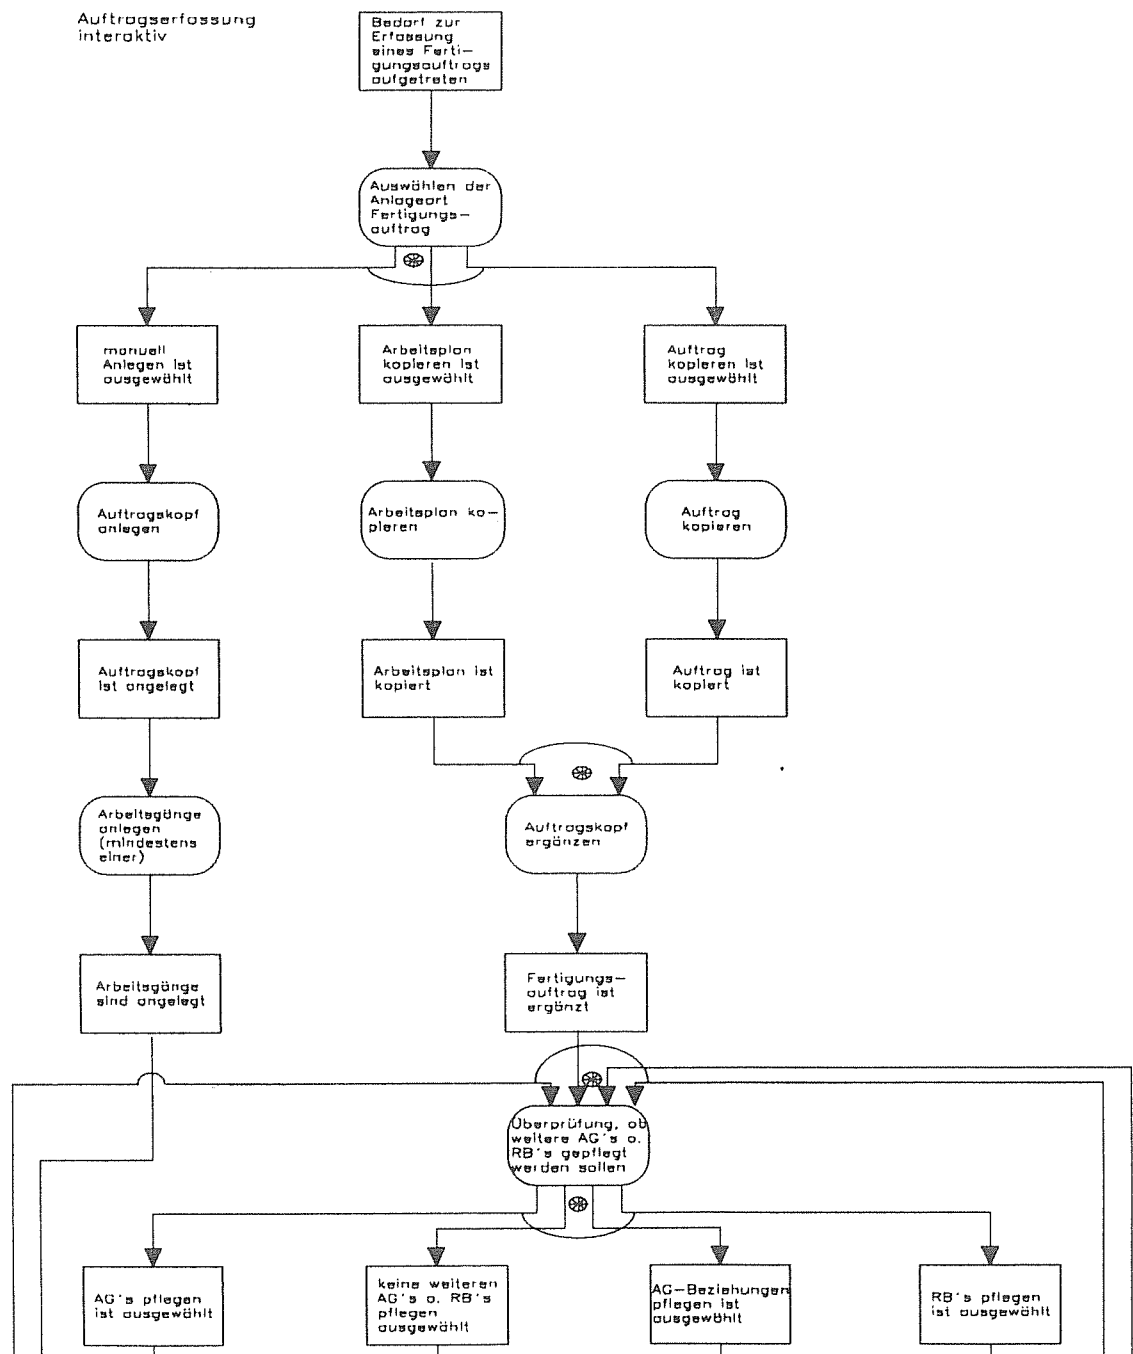 Auftragserfassung
interaktiv
Bedarf zur
Erfassung
eines Ferti-
gungsauftrags
aufgetreten
Auswählen der
Anlageart
Fertigungs-
auftrag
manuell
Anlegen ist
ausgewählt
Arbeitsplan
kopieren ist
ausgewählt
Auftrag
kopieren ist
ausgewählt
Auftragskopf
anlegen
Arbeitsplan ko-
pieren
Auftrag
kopieren
Auftragskopf
ist angelegt
Arbeitsplan ist
kopiert
Auftrag ist
kopiert
Arbeitsgänge
anlegen
(mindestens
einer)
Auftragskopf
ergänzen
Arbeitsgänge
sind angelegt
Fertigungs-
auftrag ist
ergänzt
Überprüfung, ob
weitere AG's o.
RB's gepflegt
werden sollen
AG's pflegen
ist ausgewählt
keine weiteren
AG's o. RB's
pflegen
ausgewählt
AG-Beziehungen
pflegen ist
ausgewählt
RB's pflegen
ist ausgewählt